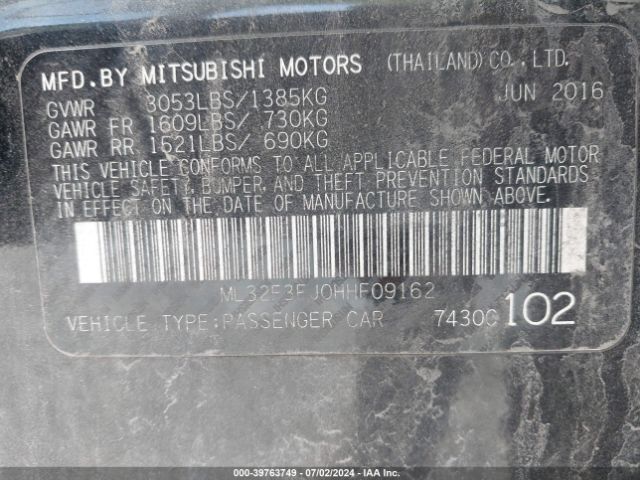 MFD.BY MITSUBISHI MOTORS (THAILAND) CO., LTD.
GVWR 3053LBS/1385KG JUN 2016
GAWR FR 1609LBS/ 730KG
GAWR RR 1521LBS/ 690KG
THIS VEHICLE CONFORMS TO ALL APPLICABLE FEDERAL MOTOR
VEHICLE SAFETY, BUMPER, AND THEFT PREVENTION STANDARDS
IN EFFECT ON THE DATE OF MANUFACTURE SHOWN ABOVE.
ML32F3FJ0HHF09162
VEHICLE TYPE:PASSENGER CAR 7430G 102
000-39763749 - 07/02/2024 - IAA Inc.